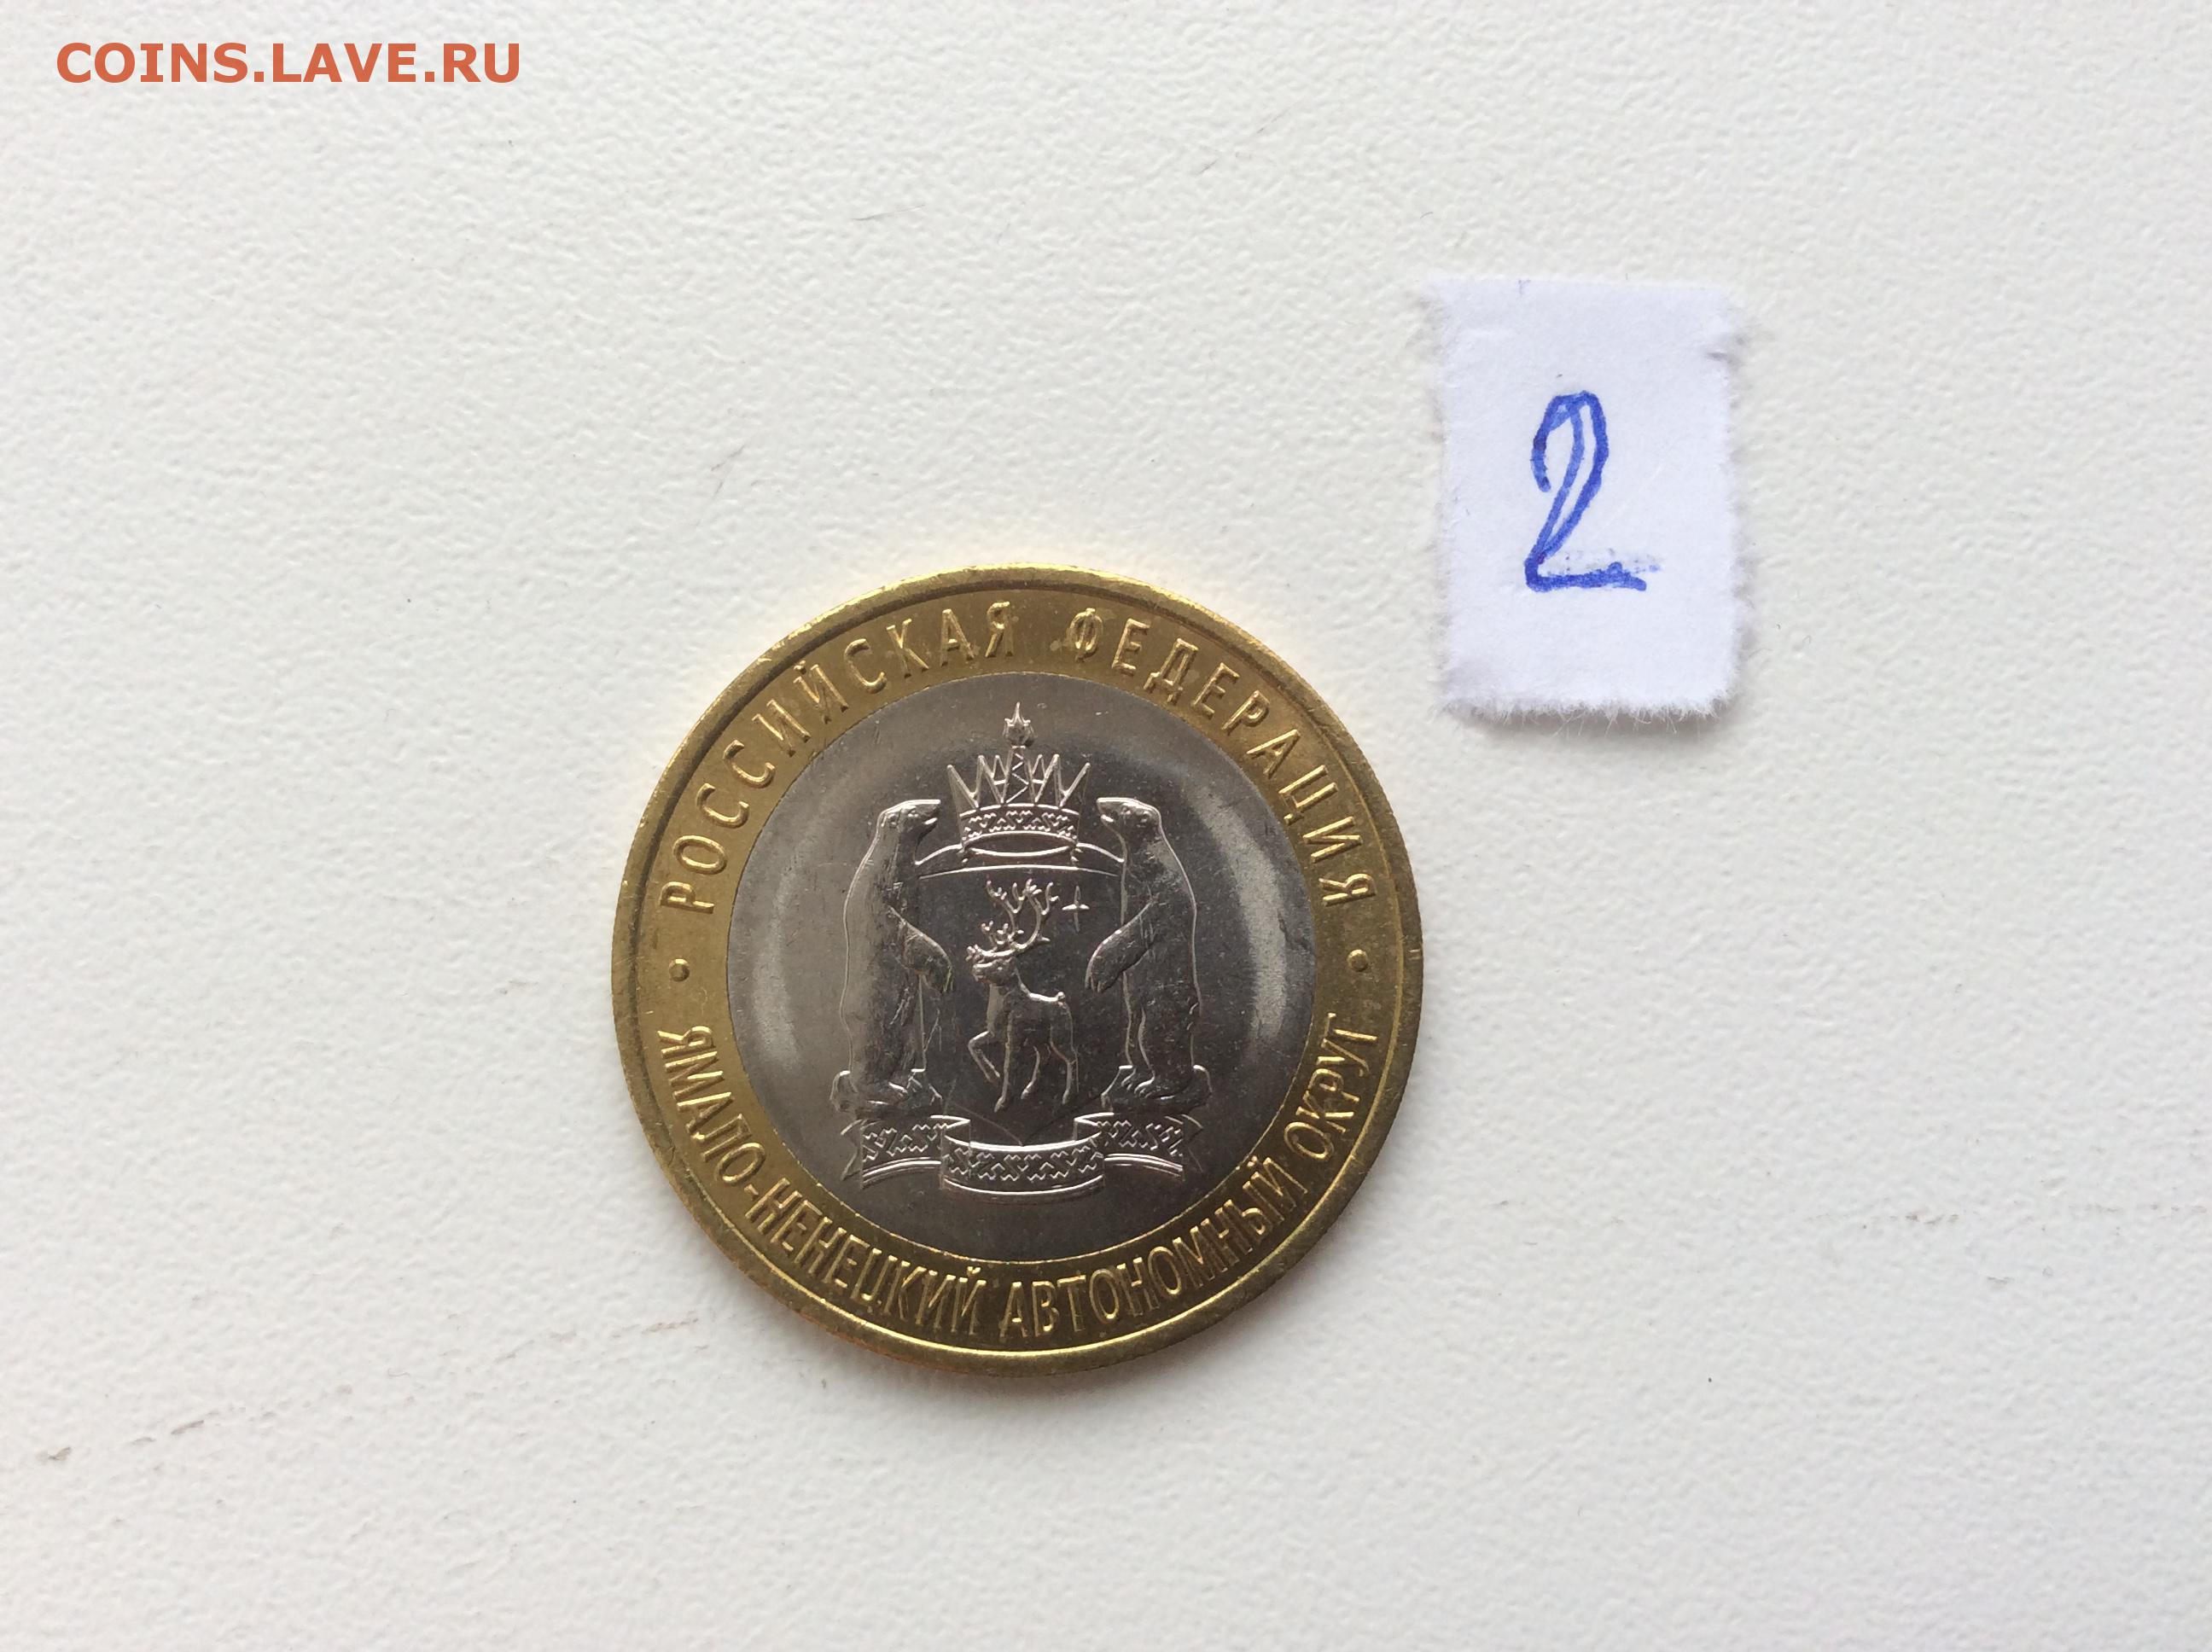 COINS.LAVE.RU
2
РОССИЙСКАЯ ФЕДЕРАЦИЯ
ЯМАЛО-НЕНЕЦКИЙ АВТОНОМНЫЙ ОКРУГ